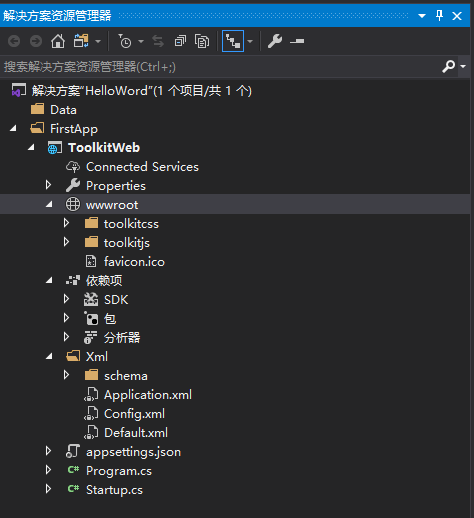 解决方案资源管理器
搜索解决方案资源管理器(Ctrl+;)
解决方案"HelloWord"(1 个项目/共 1 个)
Data
FirstApp
ToolkitWeb
Connected Services
Properties
wwwroot
toolkitcss
toolkitjs
favicon.ico
依赖项
SDK
包
分析器
Xml
schema
Application.xml
Config.xml
Default.xml
appsettings.json
C# Program.cs
C# Startup.cs